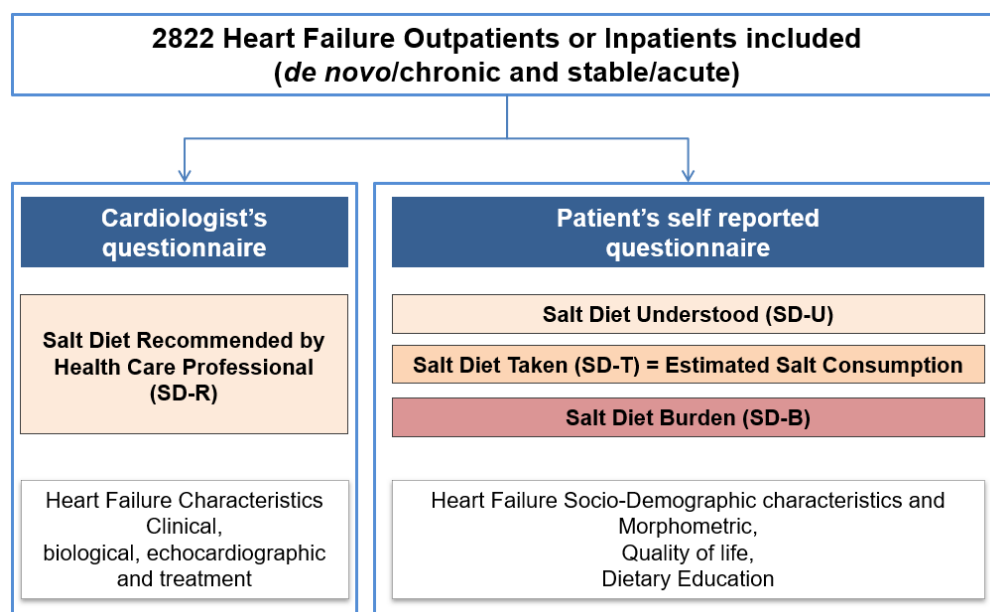 2822 Heart Failure Outpatients or Inpatients included
(de novo/chronic and stable/acute)
Cardiologist's
questionnaire
Salt Diet Recommended by
Health Care Professional
(SD-R)
Heart Failure Characteristics
Clinical,
biological, echocardiographic
and treatment
Patient's self reported
questionnaire
Salt Diet Understood (SD-U)
Salt Diet Taken (SD-T) = Estimated Salt Consumption
Salt Diet Burden (SD-B)
Heart Failure Socio-Demographic characteristics and
Morphometric,
Quality of life,
Dietary Education